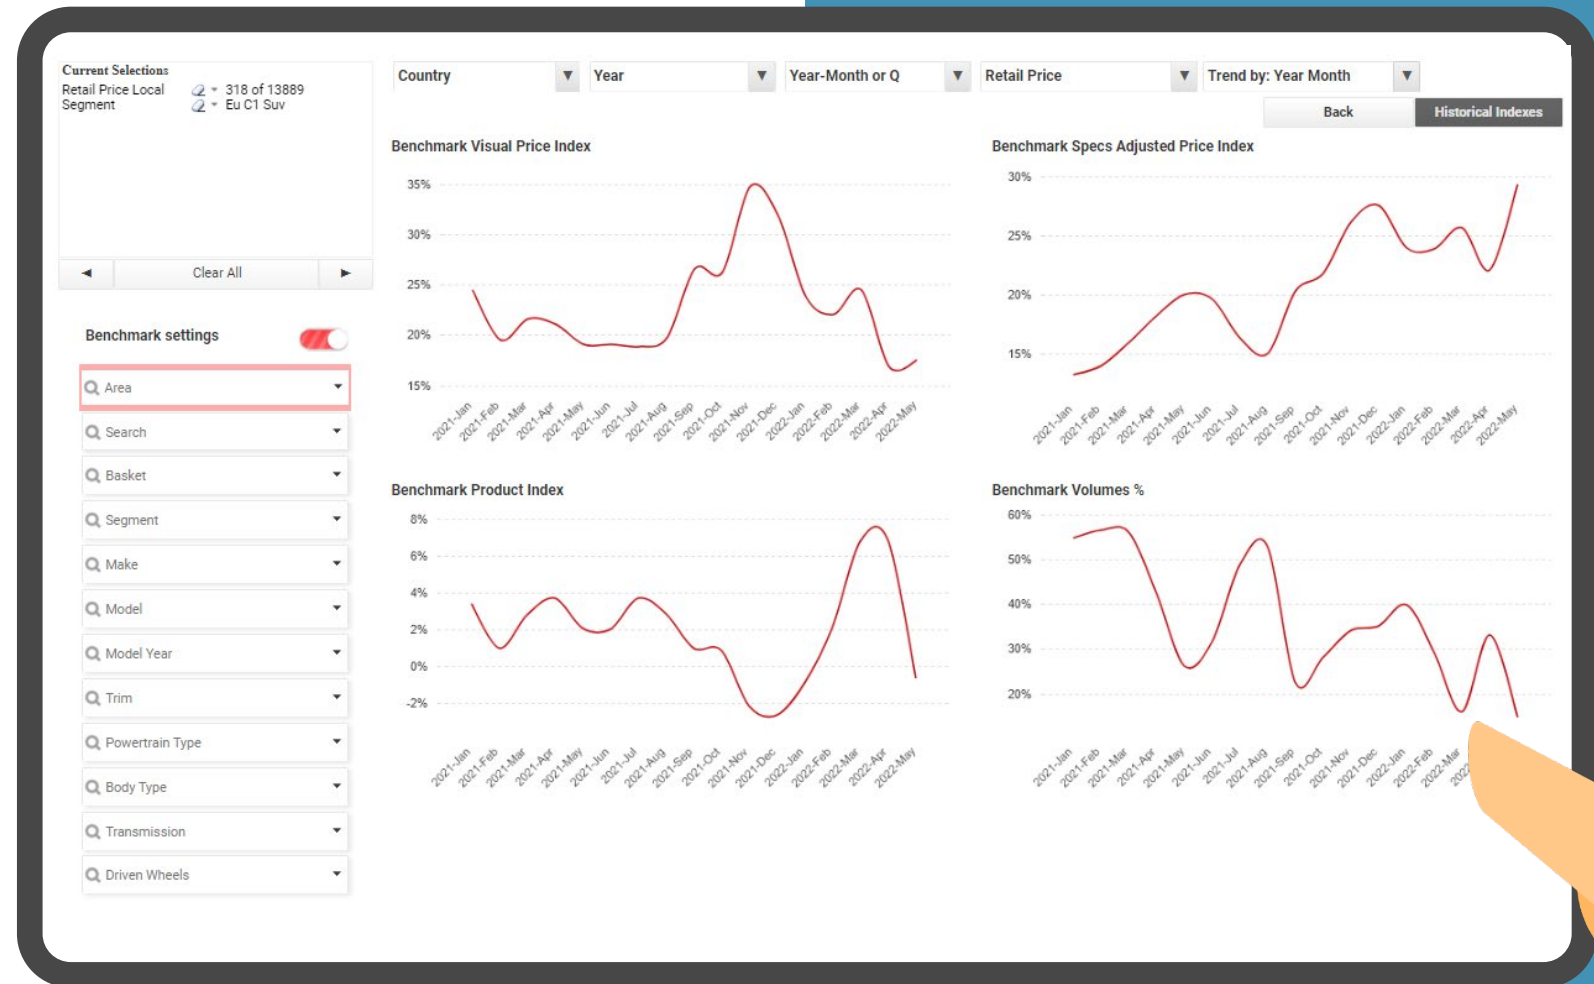 Current Selections
Retail Price Local 318 of 13889
Segment Eu C1 Suv
Clear All
Country
Year
Year-Month or Q
Retail Price
Trend by: Year Month
Back
Historical Indexes
Benchmark settings
Area
Search
Basket
Segment
Make
Model
Model Year
Trim
Powertrain Type
Body Type
Transmission
Driven Wheels
Benchmark Visual Price Index
35%
30%
25%
20%
15%
2021-Jan 2021-Feb 2021-Mar 2021-Apr 2021-May 2021-Jun 2021-Jul 2021-Aug 2021-Sep 2021-Oct 2021-Nov 2021-Dec 2022-Jan 2022-Feb 2022-Mar 2022-Apr 2022-May
Benchmark Specs Adjusted Price Index
30%
25%
20%
15%
2021-Jan 2021-Feb 2021-Mar 2021-Apr 2021-May 2021-Jun 2021-Jul 2021-Aug 2021-Sep 2021-Oct 2021-Nov 2021-Dec 2022-Jan 2022-Feb 2022-Mar 2022-Apr 2022-May
Benchmark Product Index
8%
6%
4%
2%
0%
-2%
2021-Jan 2021-Feb 2021-Mar 2021-Apr 2021-May 2021-Jun 2021-Jul 2021-Aug 2021-Sep 2021-Oct 2021-Nov 2021-Dec 2022-Jan 2022-Feb 2022-Mar 2022-Apr 2022-May
Benchmark Volumes %
60%
50%
40%
30%
20%
2021-Jan 2021-Feb 2021-Mar 2021-Apr 2021-May 2021-Jun 2021-Jul 2021-Aug 2021-Sep 2021-Oct 2021-Nov 2021-Dec 2022-Jan 2022-Feb 2022-Mar